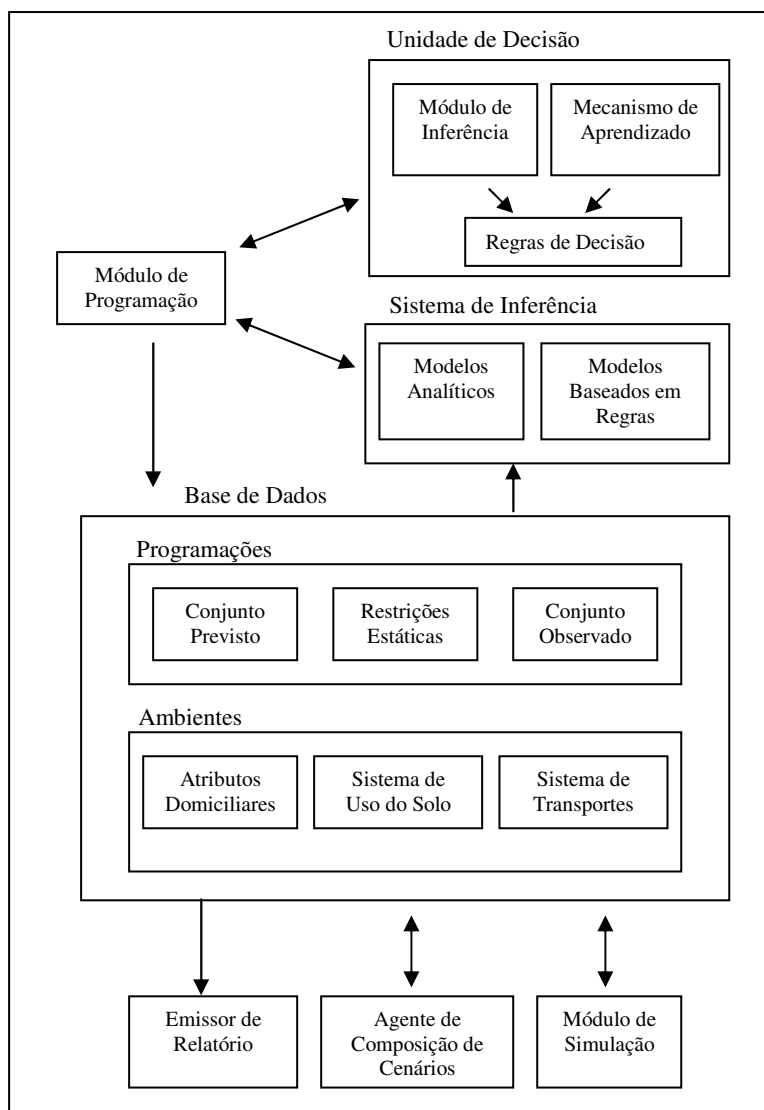 Unidade de Decisão
Módulo de
Inferência
Mecanismo de
Aprendizado
Regras de Decisão
Módulo de
Programação
Sistema de Inferência
Modelos
Analíticos
Modelos
Baseados em
Regras
Base de Dados
Programações
Conjunto
Previsto
Restrições
Estáticas
Conjunto
Observado
Ambientes
Atributos
Domiciliares
Sistema de
Uso do Solo
Sistema de
Transportes
Emissor de
Relatório
Agente de
Composição de
Cenários
Módulo de
Simulação